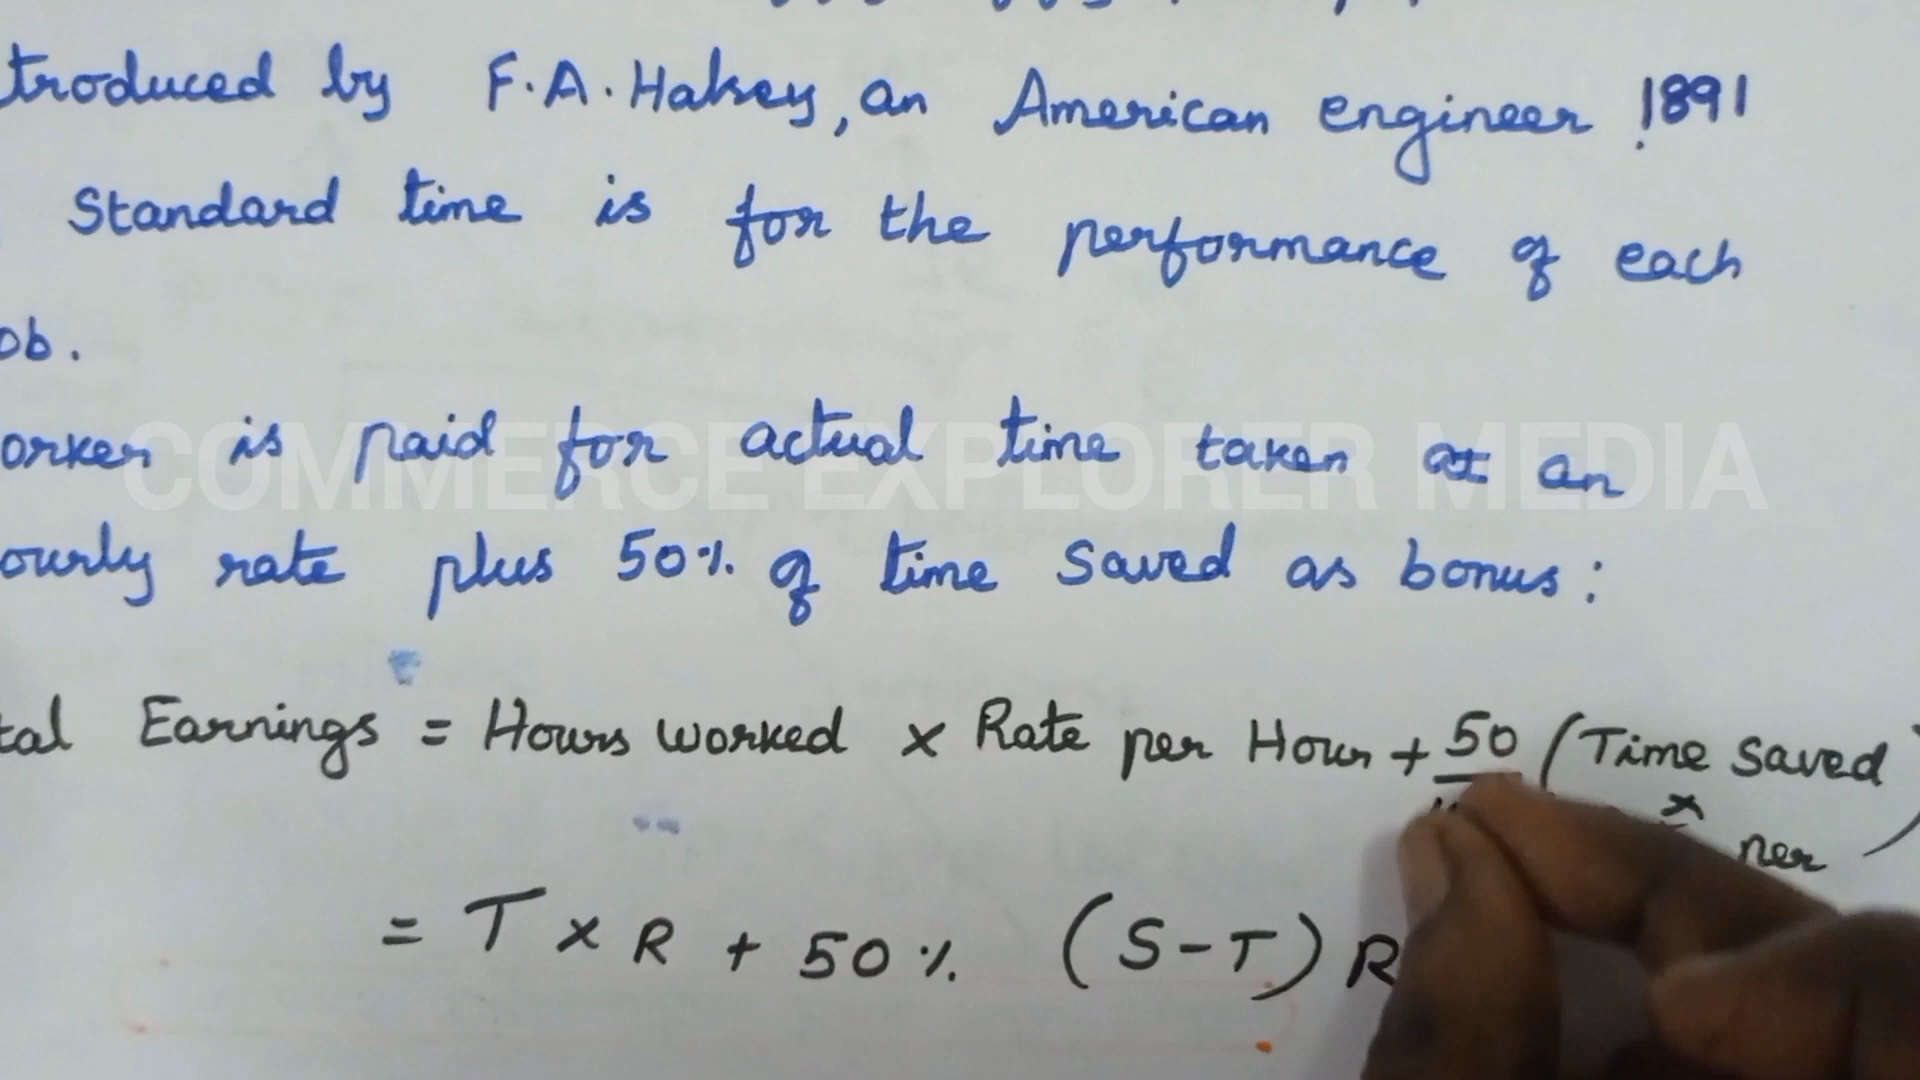 troduced by F.A. Halsey, an American engineer 1891
Standard time is for the performance of each
ob.
orker is paid for actual time taken at an
COMMERCE EXPLORER MEDIA
ourly rate plus 50% of time saved as bonus:
tal Earnings = Hours worked × Rate per Hour + 50 (Time saved)
× per
= T × R + 50% (S-T) R